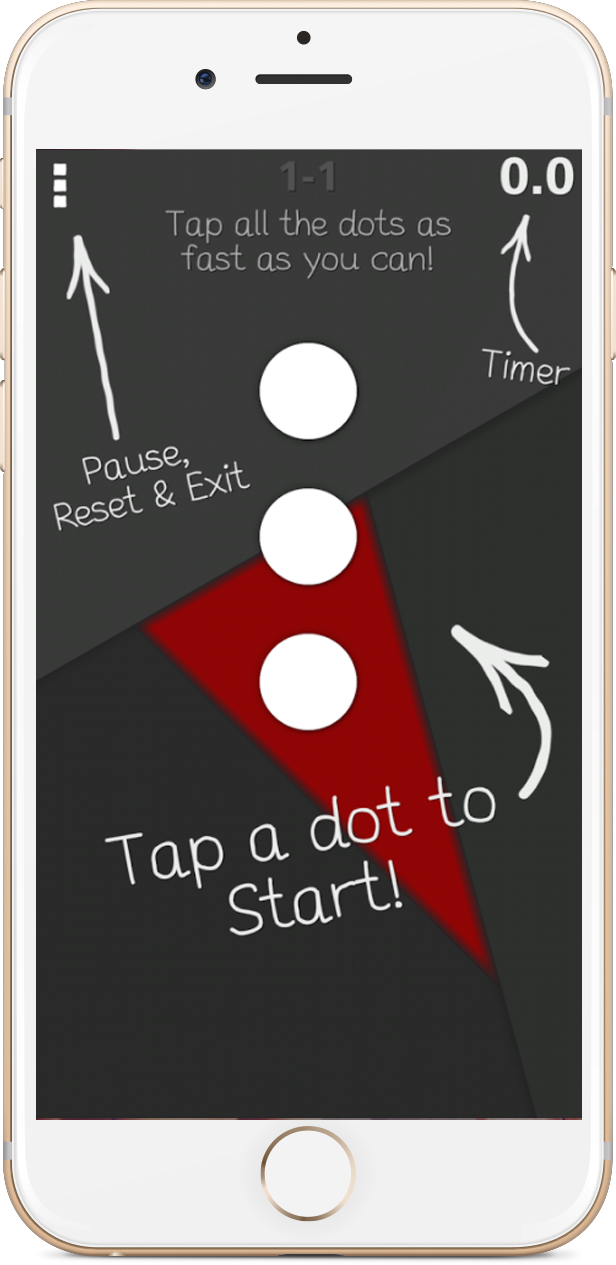 1-1
0.0
Tap all the dots as
fast as you can!
Timer
Pause,
Reset & Exit
Tap a dot to
Start!